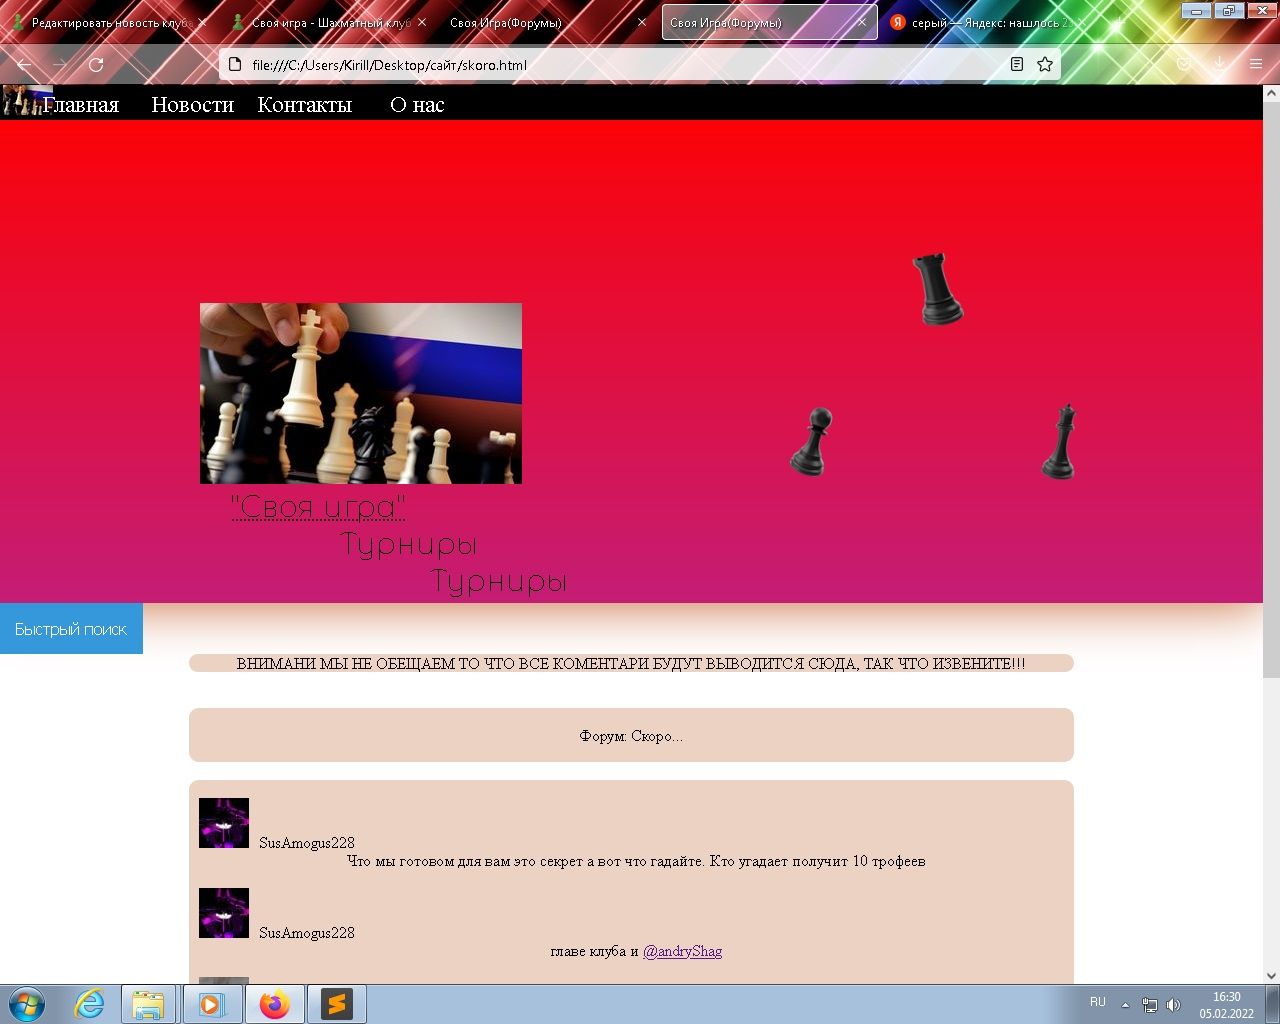 Редактировать новость клуба
Своя игра - Шахматный клуб
Своя Игра(Форумы)
Своя Игра(Форумы)
серый — Яндекс: нашлось
file:///C:/Users/Kirill/Desktop/сайт/skoro.html
Главная Новости Контакты О нас
"Своя игра"
Турниры
Турниры
Быстрый поиск
ВНИМАНИ МЫ НЕ ОБЕЩАЕМ ТО ЧТО ВСЕ КОМЕНТАРИ БУДУТ ВЫВОДИТСЯ СЮДА, ТАК ЧТО ИЗВЕНИТЕ!!!
Форум: Скоро...
SusAmogus228
Что мы готовом для вам это секрет а вот что гадайте. Кто угадает получит 10 трофеев
SusAmogus228
главе клуба и @andryShag
RU
16:30
05.02.2022